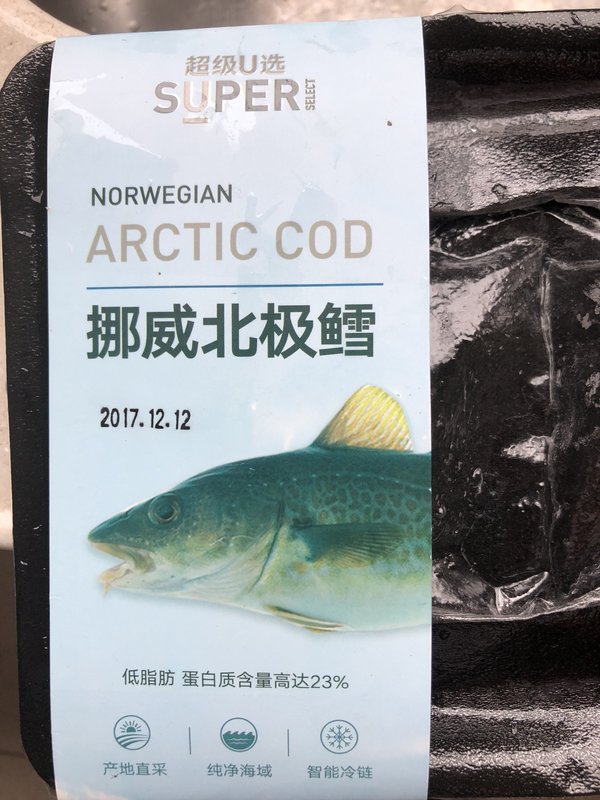 超级U选
SUPER SELECT
NORWEGIAN
ARCTIC COD
挪威北极鳕
2017.12.12
低脂肪 蛋白质含量高达23%
产地直采 纯净海域 智能冷链